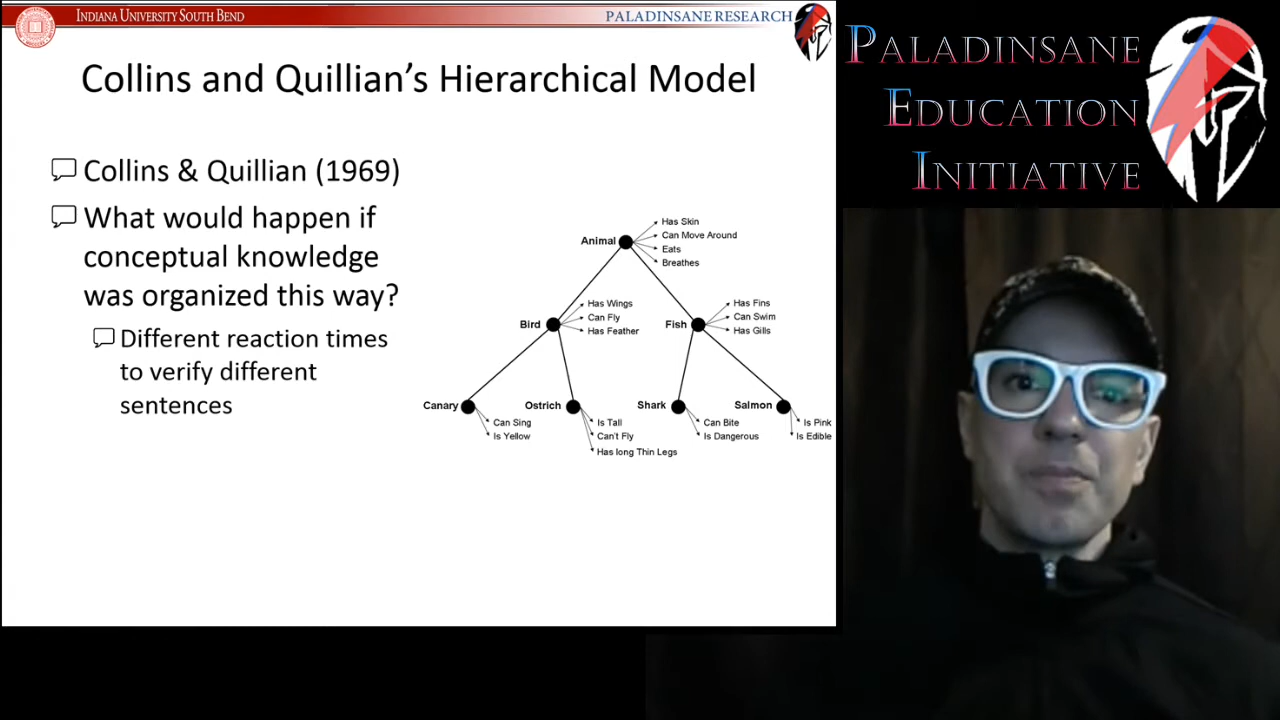 INDIANA UNIVERSITY SOUTH BEND
PALADINSANE RESEARCH
PALADINSANE
EDUCATION
INITIATIVE
Collins and Quillian’s Hierarchical Model
Collins & Quillian (1969)
What would happen if
conceptual knowledge
was organized this way?
Different reaction times
to verify different
sentences
Animal
Has Skin
Can Move Around
Eats
Breathes
Bird
Has Wings
Can Fly
Has Feather
Fish
Has Fins
Can Swim
Has Gills
Canary
Can Sing
Is Yellow
Ostrich
Is Tall
Can't Fly
Has long Thin Legs
Shark
Can Bite
Is Dangerous
Salmon
Is Pink
Is Edible